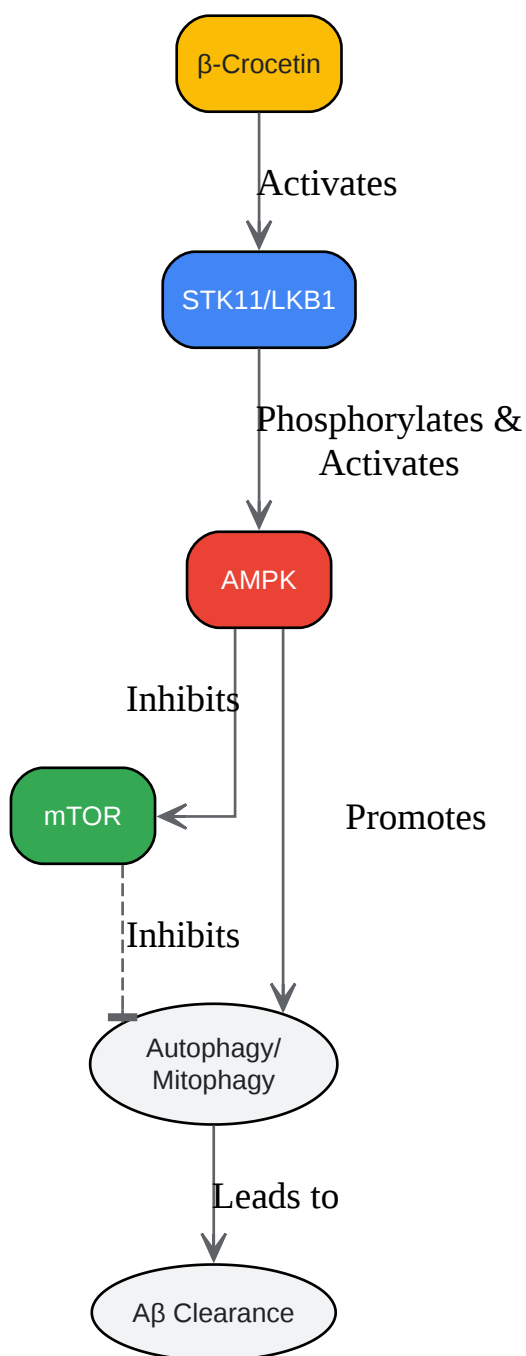 β-Crocetin
Activates
STK11/LKB1
Phosphorylates &
Activates
AMPK
Inhibits
mTOR
Promotes
Inhibits
Autophagy/
Mitophagy
Leads to
Aβ Clearance